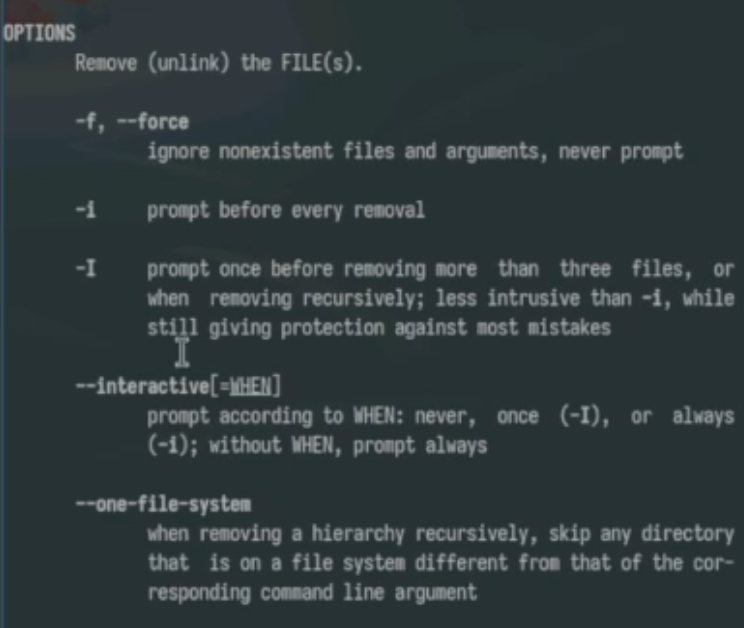 OPTIONS
Remove (unlink) the FILE(s).
-f, --force
ignore nonexistent files and arguments, never prompt
-i prompt before every removal
-I prompt once before removing more than three files, or
when removing recursively; less intrusive than -i, while
still giving protection against most mistakes
--interactive[=WHEN]
prompt according to WHEN: never, once (-I), or always
(-i); without WHEN, prompt always
--one-file-system
when removing a hierarchy recursively, skip any directory
that is on a file system different from that of the cor-
responding command line argument